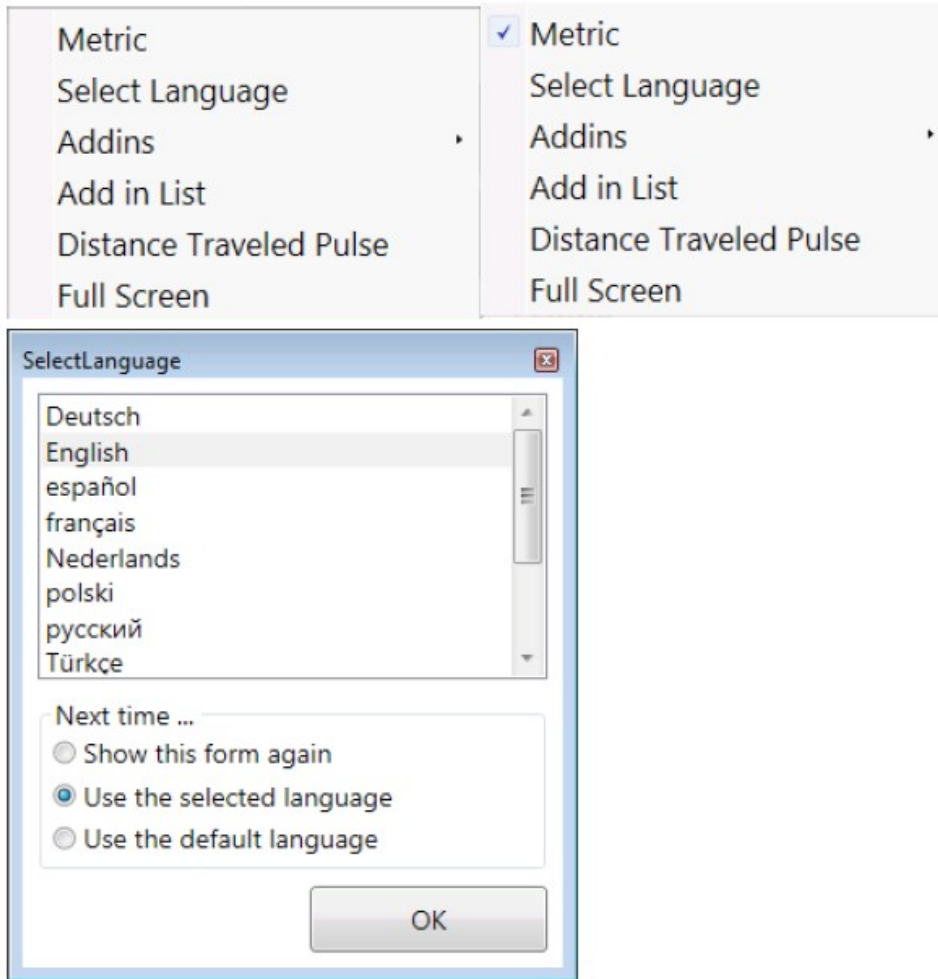 Metric
Select Language
Addins
Add in List
Distance Traveled Pulse
Full Screen
Metric
Select Language
Addins
Add in List
Distance Traveled Pulse
Full Screen
SelectLanguage
Deutsch
English
español
français
Nederlands
polski
русский
Türkçe
Next time ...
Show this form again
Use the selected language
Use the default language
OK